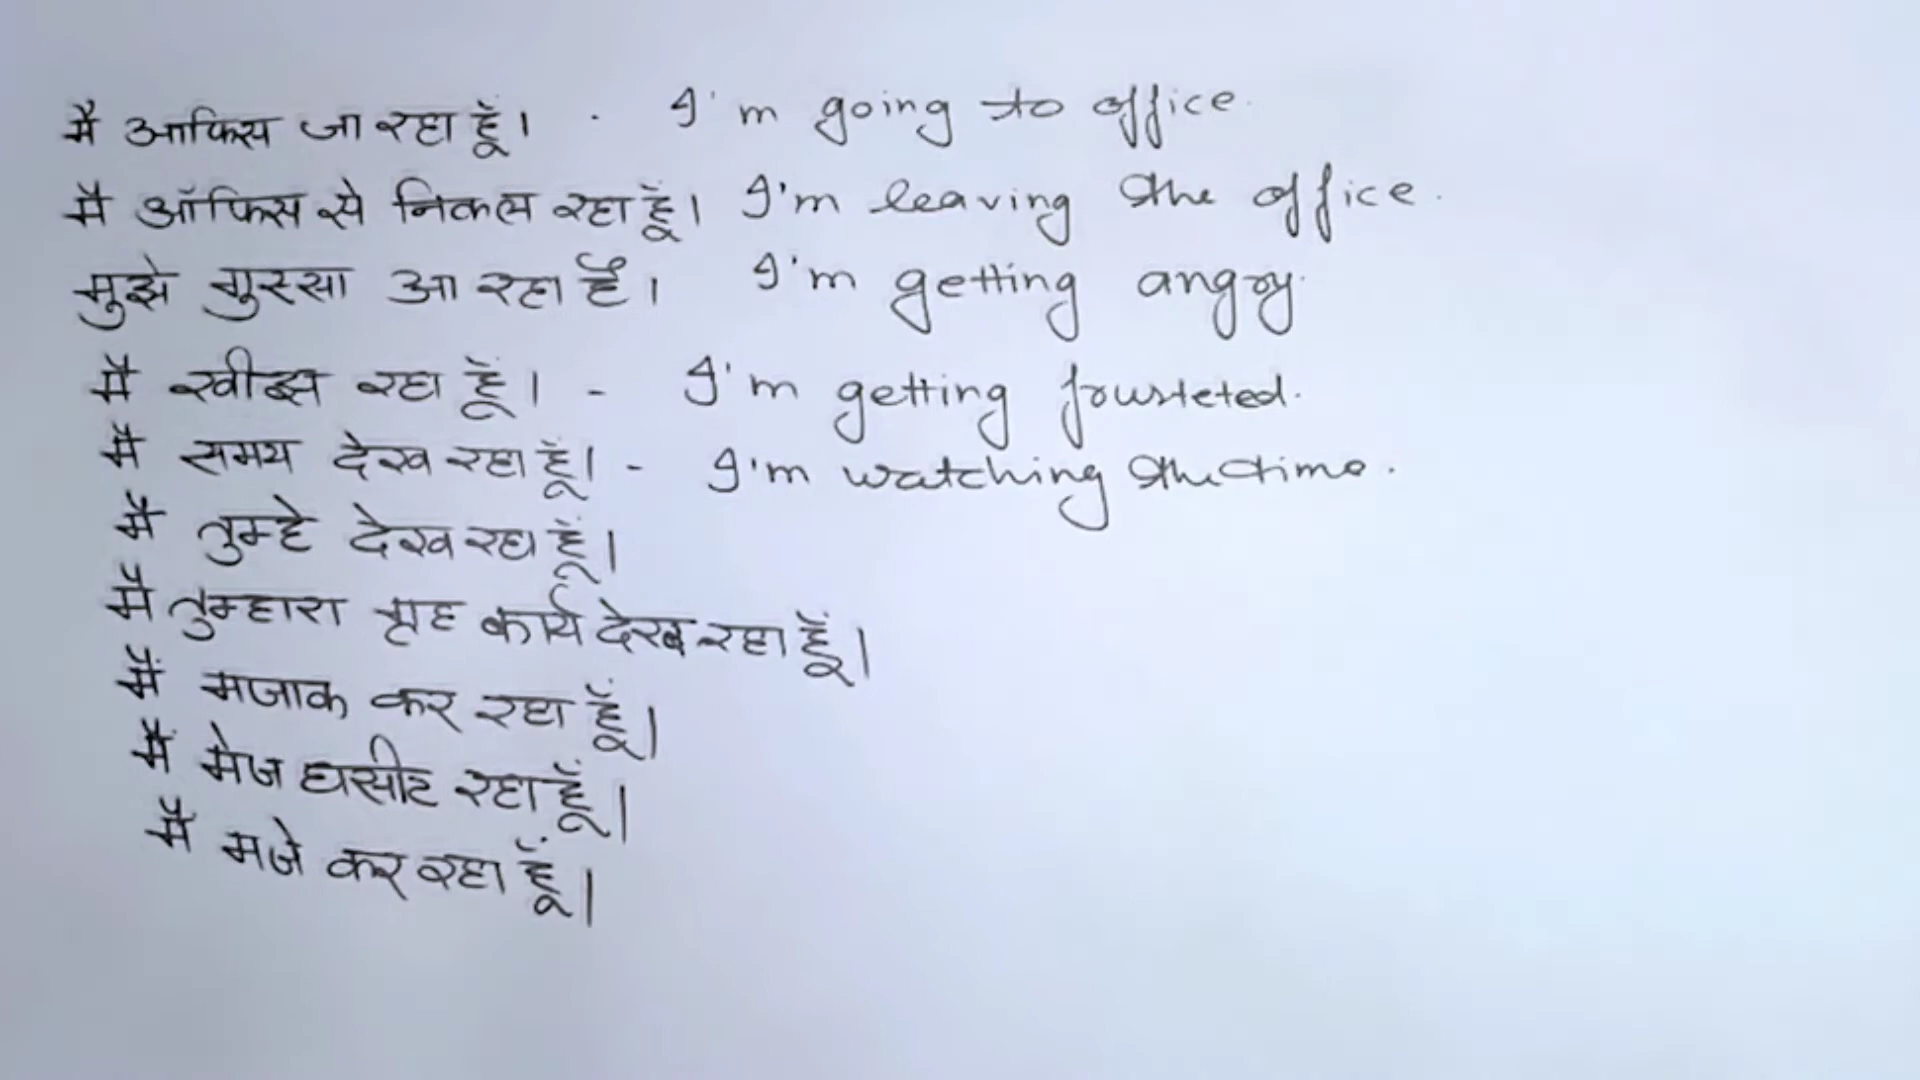 मैं आफिस जा रहा हूँ। . I'm going to office.
मैं ऑफिस से निकल रहा हूँ। I'm leaving the office.
मुझे गुस्सा आ रहा है। I'm getting angry.
मैं खीझ रहा हूँ। - I'm getting frusteted.
मैं समय देख रहा हूँ। - I'm watching the time.
मैं तुम्हे देख रहा हूँ।
मैं तुम्हारा गृह कार्य देख रहा हूँ।
मैं मजाक कर रहा हूँ।
मैं मेज घसीट रहा हूँ।
मैं मजे कर रहा हूँ।